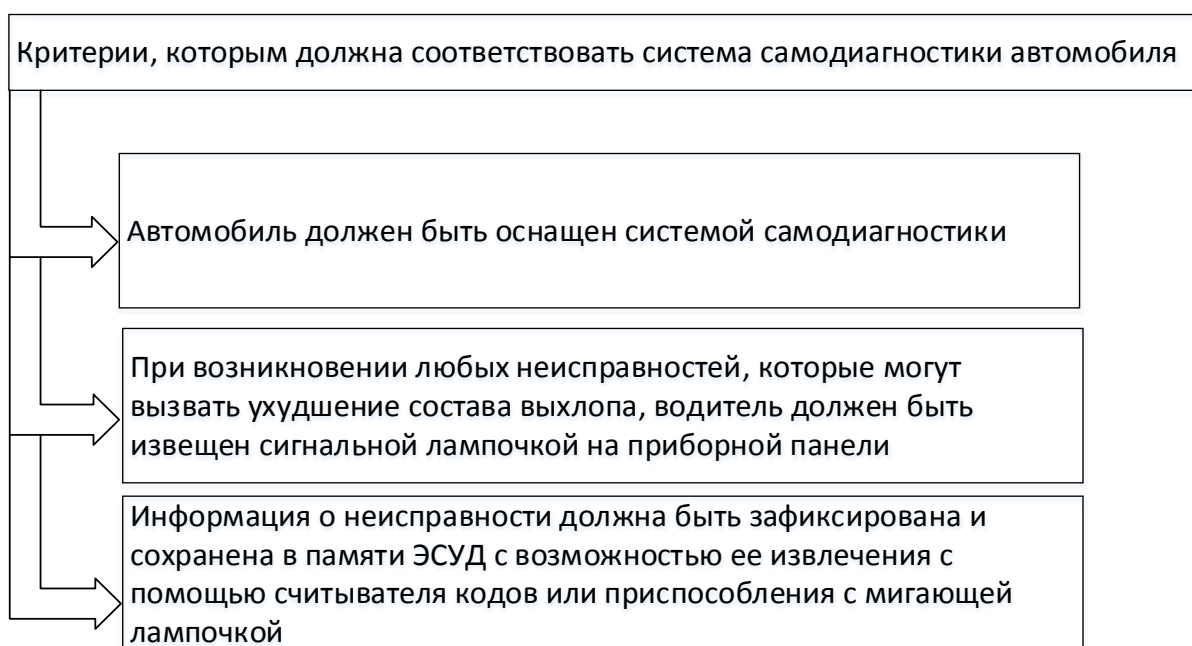 Критерии, которым должна соответствовать система самодиагностики автомобиля
Автомобиль должен быть оснащен системой самодиагностики
При возникновении любых неисправностей, которые могут
вызвать ухудшение состава выхлопа, водитель должен быть
извещен сигнальной лампочкой на приборной панели
Информация о неисправности должна быть зафиксирована и
сохранена в памяти ЭСУД с возможностью ее извлечения с
помощью считывателя кодов или приспособления с мигающей
лампочкой